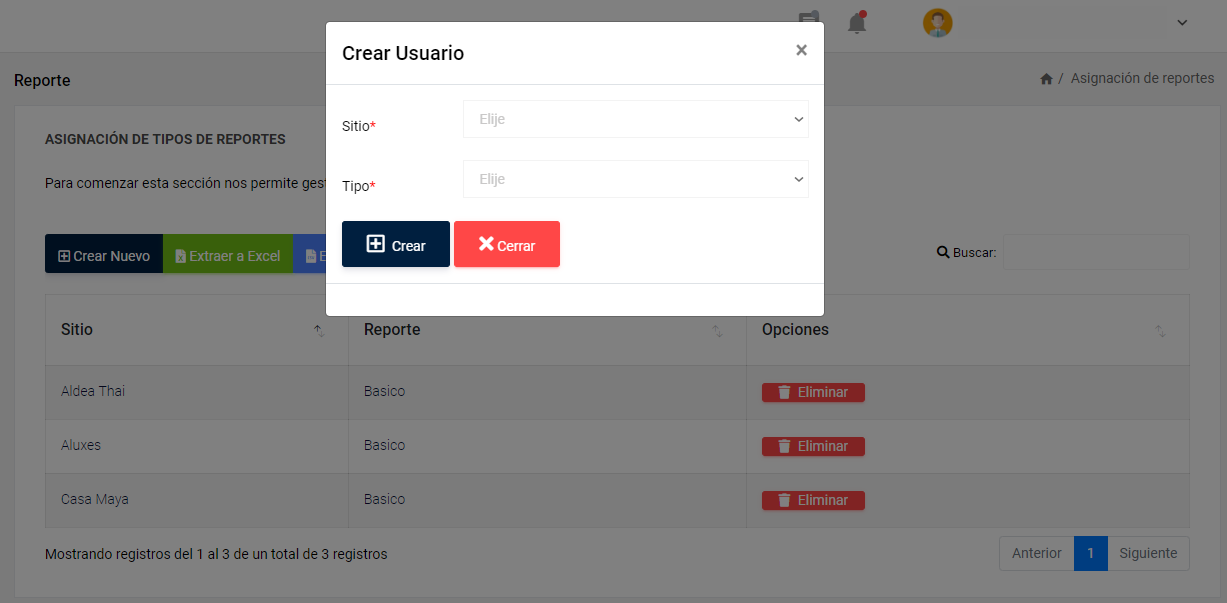 Crear Usuario ×
Reporte
/ Asignación de reportes
Sitio*
Elije
ASIGNACIÓN DE TIPOS DE REPORTES
Para comenzar esta sección nos permite
Tipo*
Elije
Crear
Cerrar
Crear Nuevo
Extraer a Excel
Buscar:
Sitio Reporte Opciones
Aldea Thai Basico Eliminar
Aluxes Basico Eliminar
Casa Maya Basico Eliminar
Mostrando registros del 1 al 3 de un total de 3 registros
Anterior 1 Siguiente